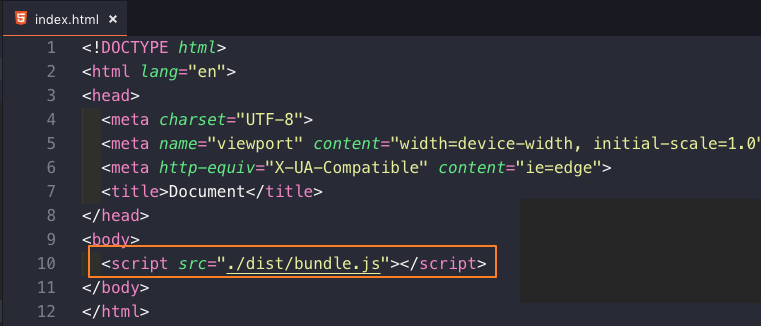 index.html ×
1 <!DOCTYPE html>
2 <html lang="en">
3 <head>
4 <meta charset="UTF-8">
5 <meta name="viewport" content="width=device-width, initial-scale=1.0"
6 <meta http-equiv="X-UA-Compatible" content="ie=edge">
7 <title>Document</title>
8 </head>
9 <body>
10 <script src="./dist/bundle.js"></script>
11 </body>
12 </html>